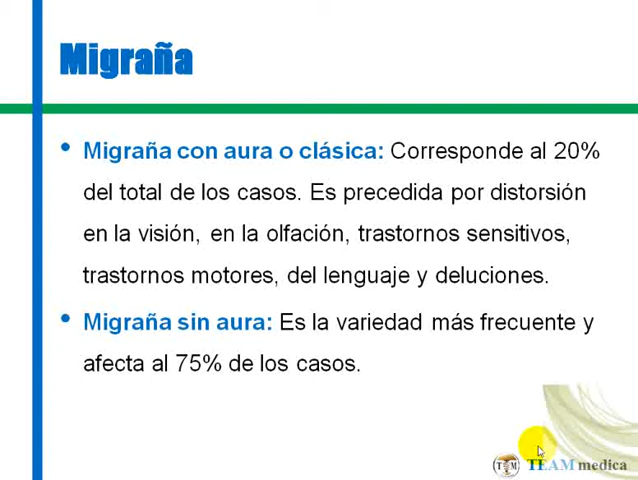 Migraña
• Migraña con aura o clásica: Corresponde al 20%
del total de los casos. Es precedida por distorsión
en la visión, en la olfación, trastornos sensitivos,
trastornos motores, del lenguaje y deluciones.
• Migraña sin aura: Es la variedad más frecuente y
afecta al 75% de los casos.
TEAM medica